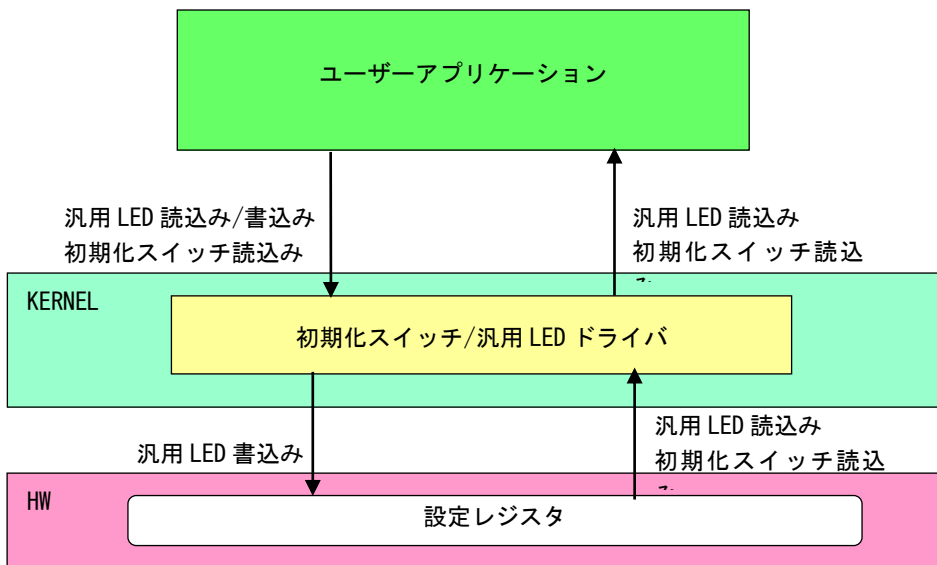 ユーザーアプリケーション
汎用 LED 読込み/書込み
初期化スイッチ読込み
汎用 LED 読込み
初期化スイッチ読込
KERNEL
初期化スイッチ/汎用 LED ドライバ
汎用 LED 書込み
汎用 LED 読込み
初期化スイッチ読込
HW
設定レジスタ